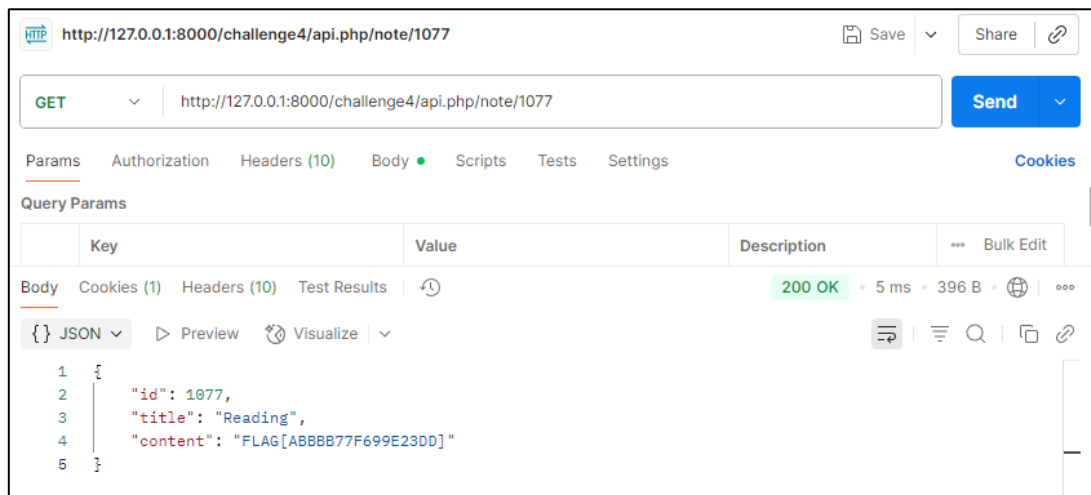 HTTP http://127.0.0.1:8000/challenge4/api.php/note/1077 Save Share
GET http://127.0.0.1:8000/challenge4/api.php/note/1077 Send
Params Authorization Headers (10) Body Scripts Tests Settings Cookies
Query Params
Key Value Description Bulk Edit
Body Cookies (1) Headers (10) Test Results 200 OK 5 ms 396 B
{} JSON Preview Visualize
1 {
2 "id": 1077,
3 "title": "Reading",
4 "content": "FLAG[ABBBB77F699E23DD]"
5 }